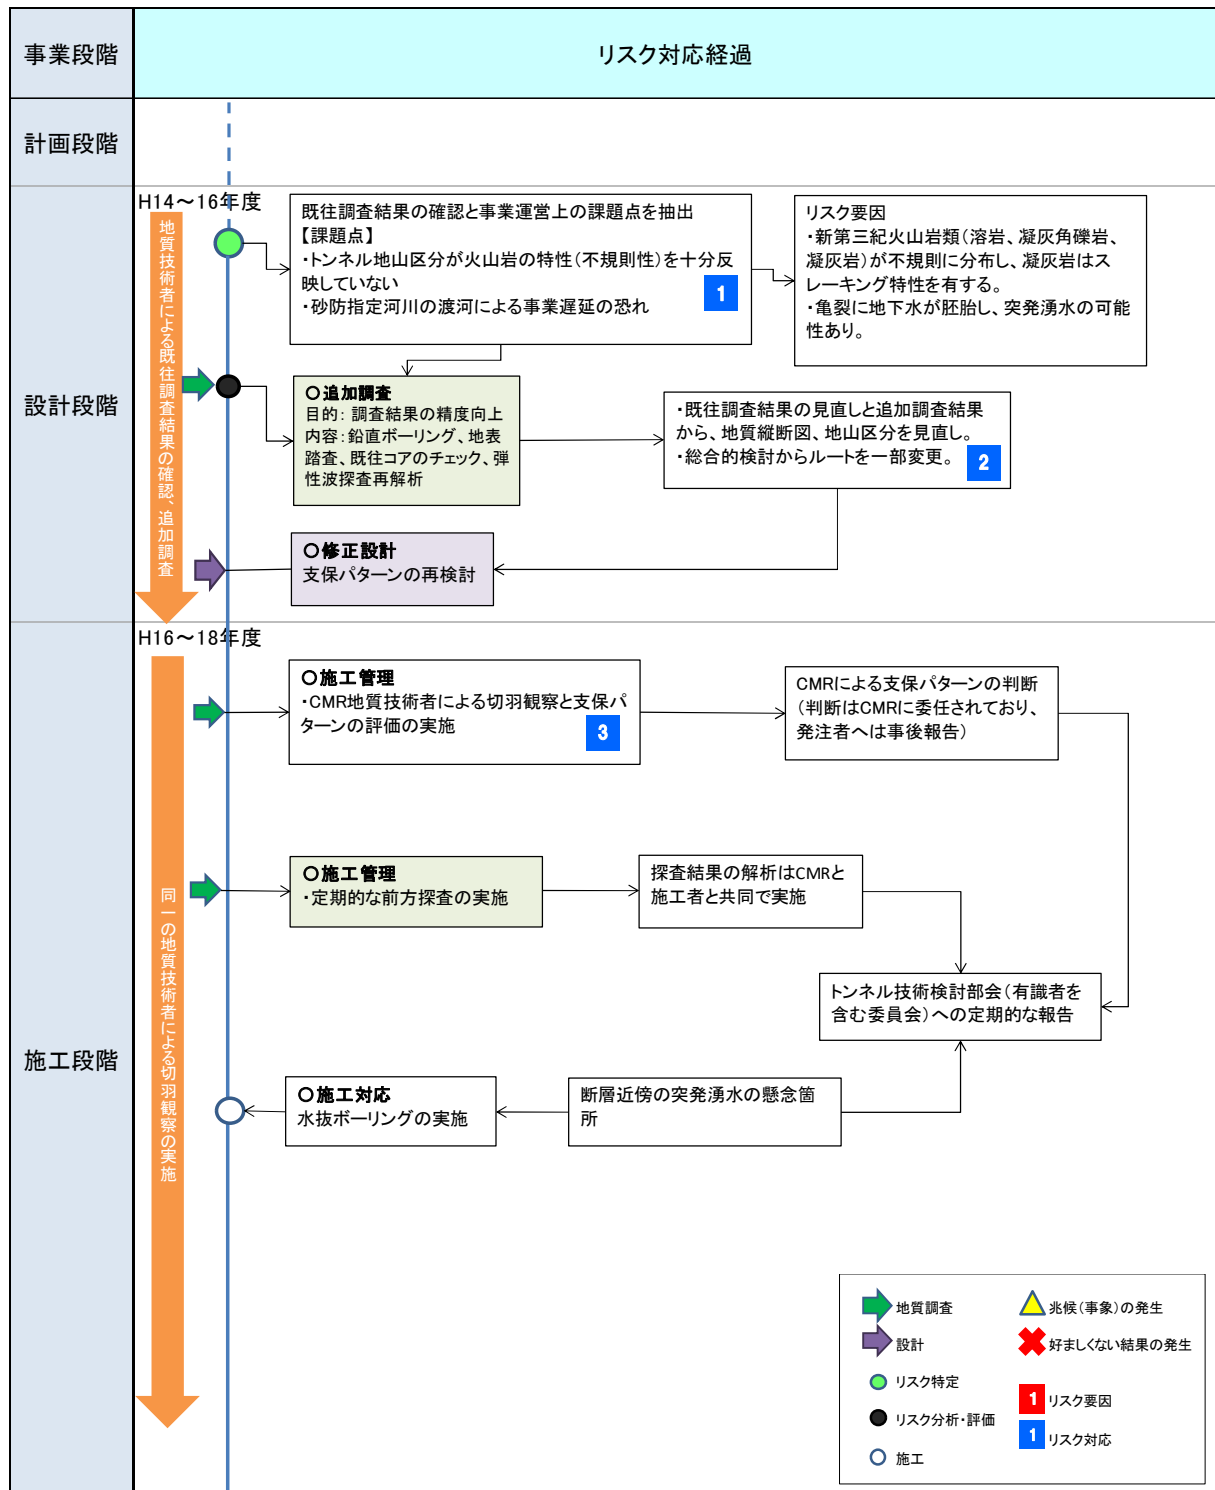 事業段階
リスク対応経過
計画段階
設計段階
H14～16年度
地質技術者による既往調査結果の確認、追加調査
既往調査結果の確認と事業運営上の課題点を抽出
【課題点】
・トンネル地山区分が火山岩の特性(不規則性)を十分反
映していない
・砂防指定河川の渡河による事業遅延の恐れ
1
リスク要因
・新第三紀火山岩類(溶岩、凝灰角礫岩、
凝灰岩)が不規則に分布し、凝灰岩はス
レーキング特性を有する。
・亀裂に地下水が胚胎し、突発湧水の可能
性あり。
○追加調査
目的：調査結果の精度向上
内容：鉛直ボーリング、地表
踏査、既往コアのチェック、弾
性波探査再解析
・既往調査結果の見直しと追加調査結果
から、地質縦断図、地山区分を見直し。
・総合的検討からルートを一部変更。
2
○修正設計
支保パターンの再検討
施工段階
H16～18年度
同一の地質技術者による切羽観察の実施
○施工管理
・CMR地質技術者による切羽観察と支保パ
ターンの評価の実施
3
CMRによる支保パターンの判断
(判断はCMRに委任されており、
発注者へは事後報告)
○施工管理
・定期的な前方探査の実施
探査結果の解析はCMRと
施工者と共同で実施
トンネル技術検討部会(有識者を
含む委員会)への定期的な報告
○施工対応
水抜ボーリングの実施
断層近傍の突発湧水の懸念箇
所
地質調査
設計
リスク特定
リスク分析・評価
施工
兆候(事象)の発生
好ましくない結果の発生
1
リスク要因
1
リスク対応